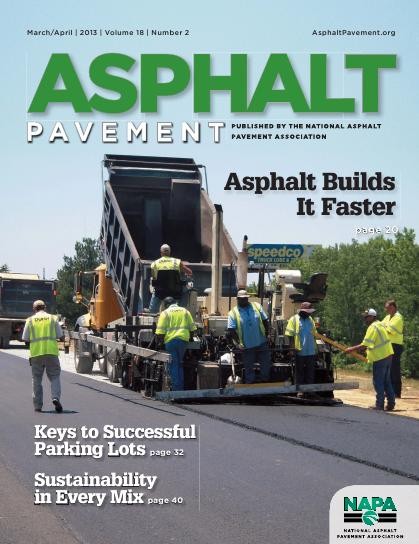 March/April | 2013 | Volume 18 | Number 2
AsphaltPavement.org
ASPHALT
PAVEMENT
PUBLISHED BY THE NATIONAL ASPHALT
PAVEMENT ASSOCIATION
Asphalt Builds
It Faster
page 20
speedco
TRUCK LUBE &
Keys to Successful
Parking Lots page 32
Sustainability
in Every Mix page 40
NAPA
NATIONAL ASPHALT
PAVEMENT ASSOCIATION